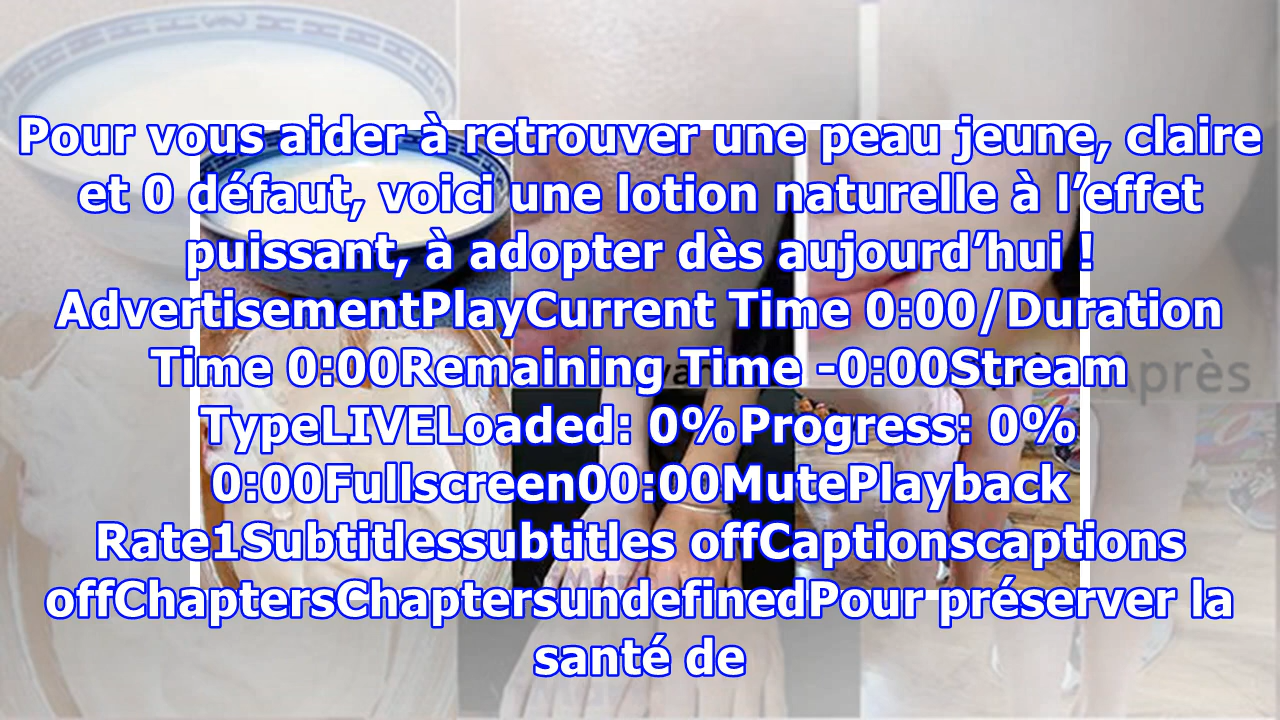 Pour vous aider à retrouver une peau jeune, claire
et 0 défaut, voici une lotion naturelle à l’effet
puissant, à adopter dès aujourd’hui !
AdvertisementPlayCurrent Time 0:00/Duration
Time 0:00Remaining Time -0:00Stream
TypeLIVELoaded: 0%Progress: 0%
0:00Fullscreen00:00MutePlayback
Rate1Subtitlessubtitles offCaptionscaptions
offChaptersChaptersundefinedPour préserver la
santé de